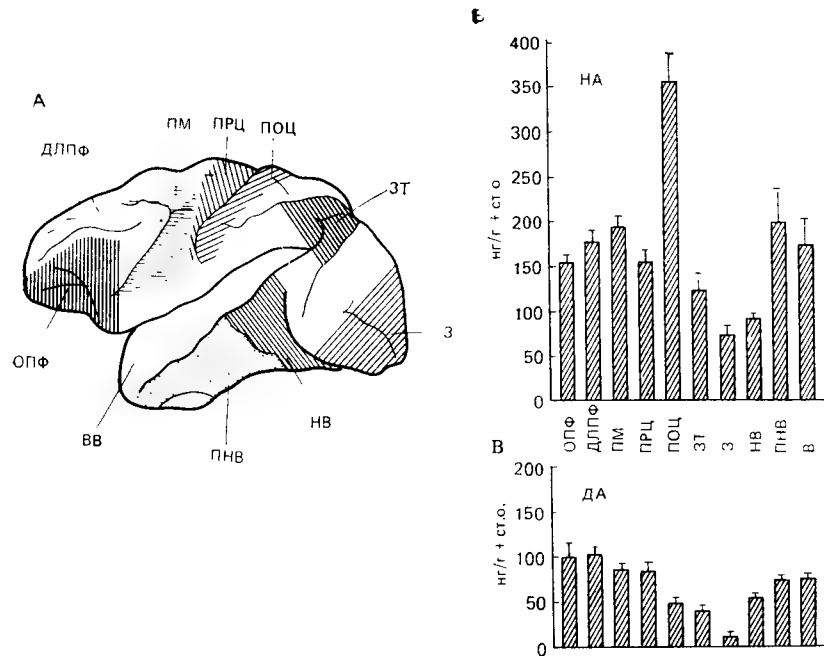 А
ПМ
ПРЦ
ПОЦ
ДЛПФ
ЗТ
З
ОПФ
ВВ
ПНВ
НВ
400
350
300
250
200
150
100
50
0
НА
нг/г + ст о
ОПФ
ДЛПФ
ПМ
ПРЦ
ПОЦ
ЗТ
З
НВ
ПНВ
В
В
200
150
100
50
0
ДА
нг/г + ст.о.